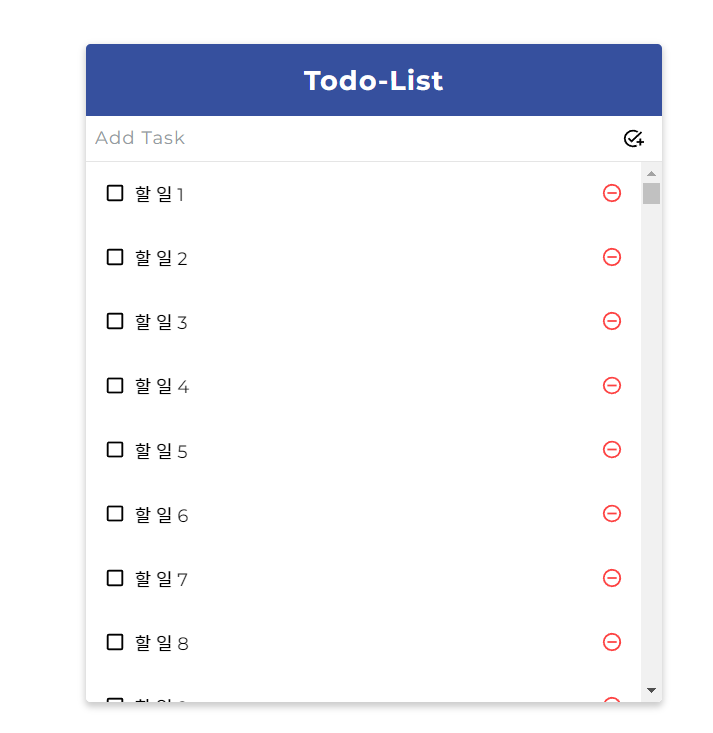 Todo-List
Add Task
할 일 1
할 일 2
할 일 3
할 일 4
할 일 5
할 일 6
할 일 7
할 일 8